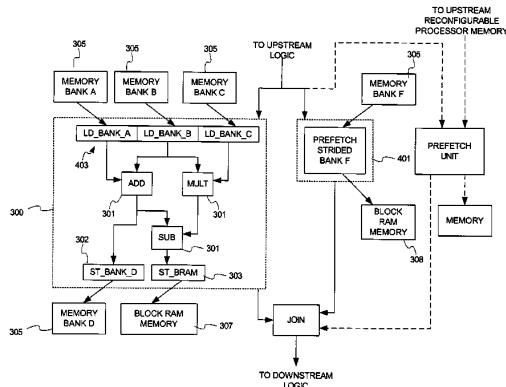 TO UPSTREAM
RECONFIGURABLE
PROCESSOR MEMORY
305
305
305
TO UPSTREAM
LOGIC
305
MEMORY
BANK A
MEMORY
BANK B
MEMORY
BANK C
MEMORY
BANK F
LD_BANK_A
LD_BANK_B
LD_BANK_C
403
PREFETCH
STRIDED
BANK F
401
PREFETCH
UNIT
ADD
301
MULT
301
300
SUB
301
BLOCK
RAM
MEMORY
308
MEMORY
302
ST_BANK_D
ST_BRAM
303
MEMORY
BANK D
305
BLOCK RAM
MEMORY
307
JOIN
TO DOWNSTREAM
LOGIC